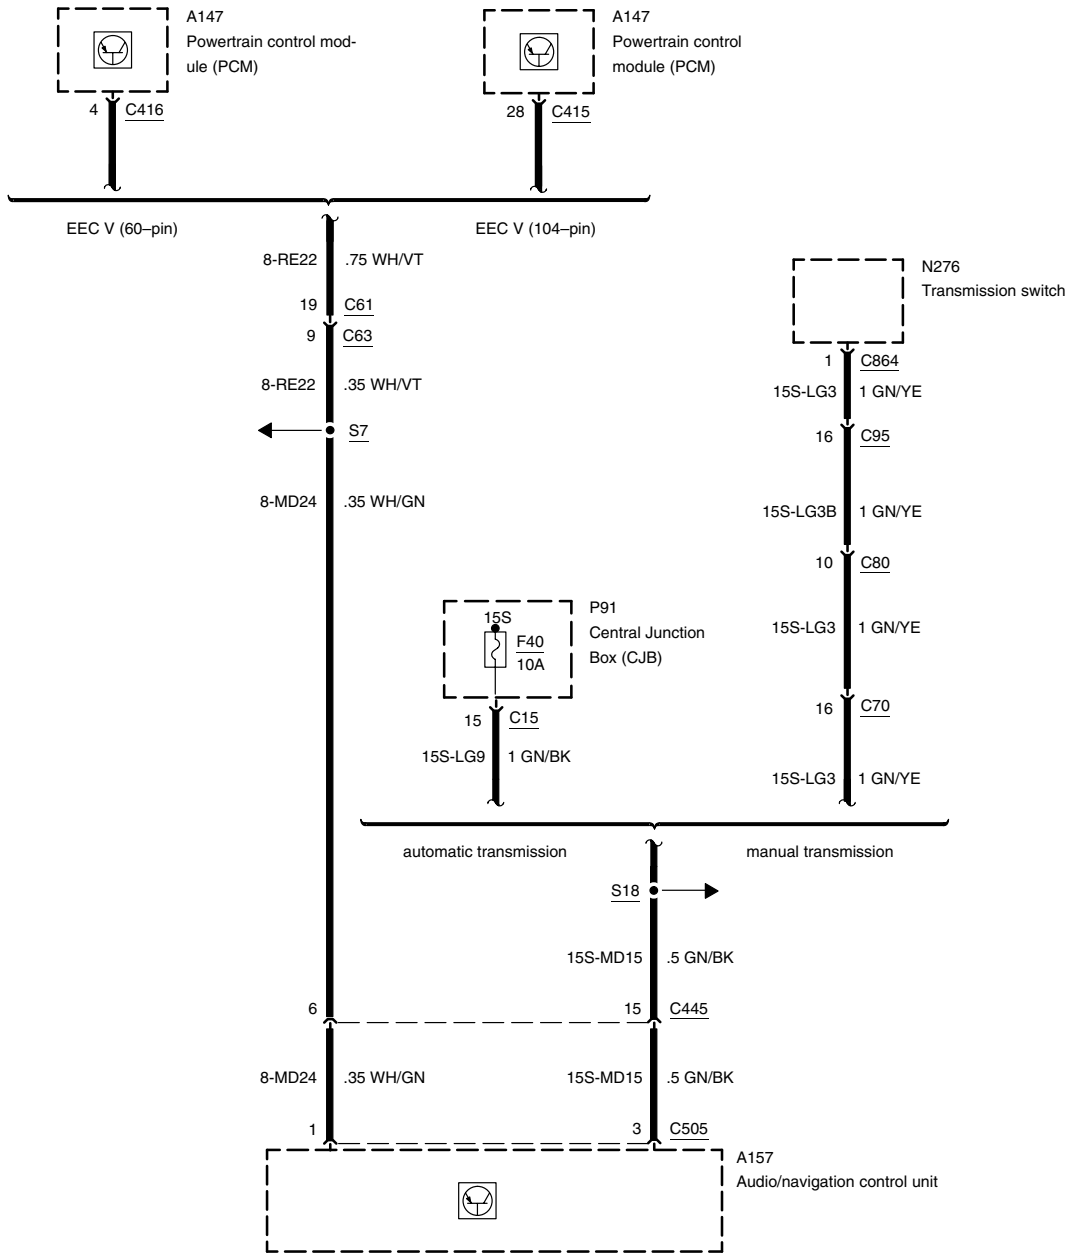 A147
Powertrain control mod-
ule (PCM)
A147
Powertrain control
module (PCM)
4 C416
28 C415
EEC V (60–pin)
EEC V (104–pin)
8-RE22 .75 WH/VT
19 C61
9 C63
8-RE22 .35 WH/VT
S7
8-MD24 .35 WH/GN
N276
Transmission switch
1 C864
15S-LG3 1 GN/YE
16 C95
15S-LG3B 1 GN/YE
10 C80
15S-LG3 1 GN/YE
16 C70
15S-LG3 1 GN/YE
P91
Central Junction
Box (CJB)
15S
F40
10A
15 C15
15S-LG9 1 GN/BK
automatic transmission
manual transmission
S18
15S-MD15 .5 GN/BK
6
15 C445
8-MD24 .35 WH/GN
15S-MD15 .5 GN/BK
1
3 C505
A157
Audio/navigation control unit